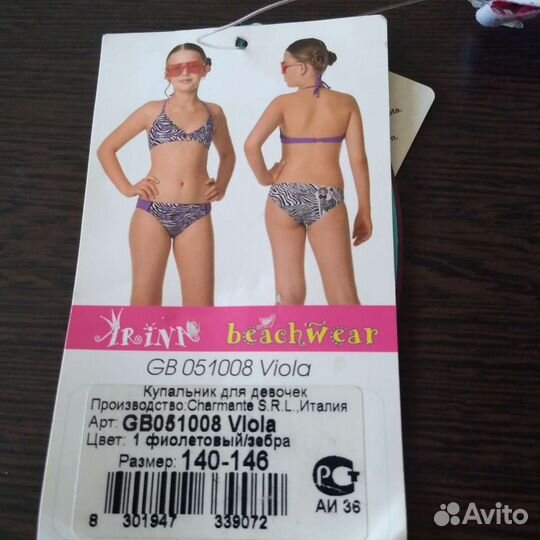 ARINA
beachwear
GB 051008 Viola
Купальник для девочек
Производство:Charmante S.R.L.,Италия
Арт: GB051008 Viola
Цвет: 1 фиолетовый/зебра
Размер: 140-146
РСТ
АИ 36
8 301947 339072
Avito